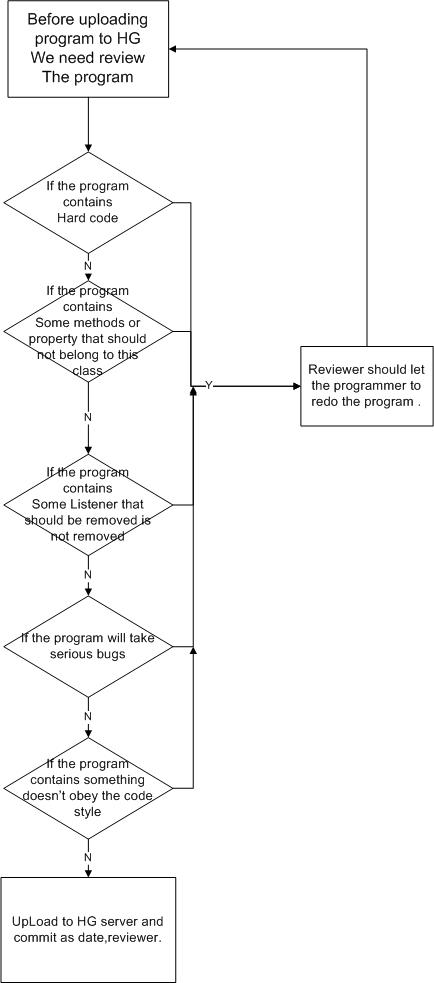 Before uploading
program to HG
We need review
The program
If the program
contains
Hard code
N
If the program
contains
Some methods or
property that should
not belong to this
class
Y
Reviewer should let
the programmer to
redo the program .
N
If the program
contains
Some Listener that
should be removed is
not removed
N
If the program will take
serious bugs
N
If the program
contains something
doesn't obey the code
style
N
UpLoad to HG server and
commit as date,reviewer.